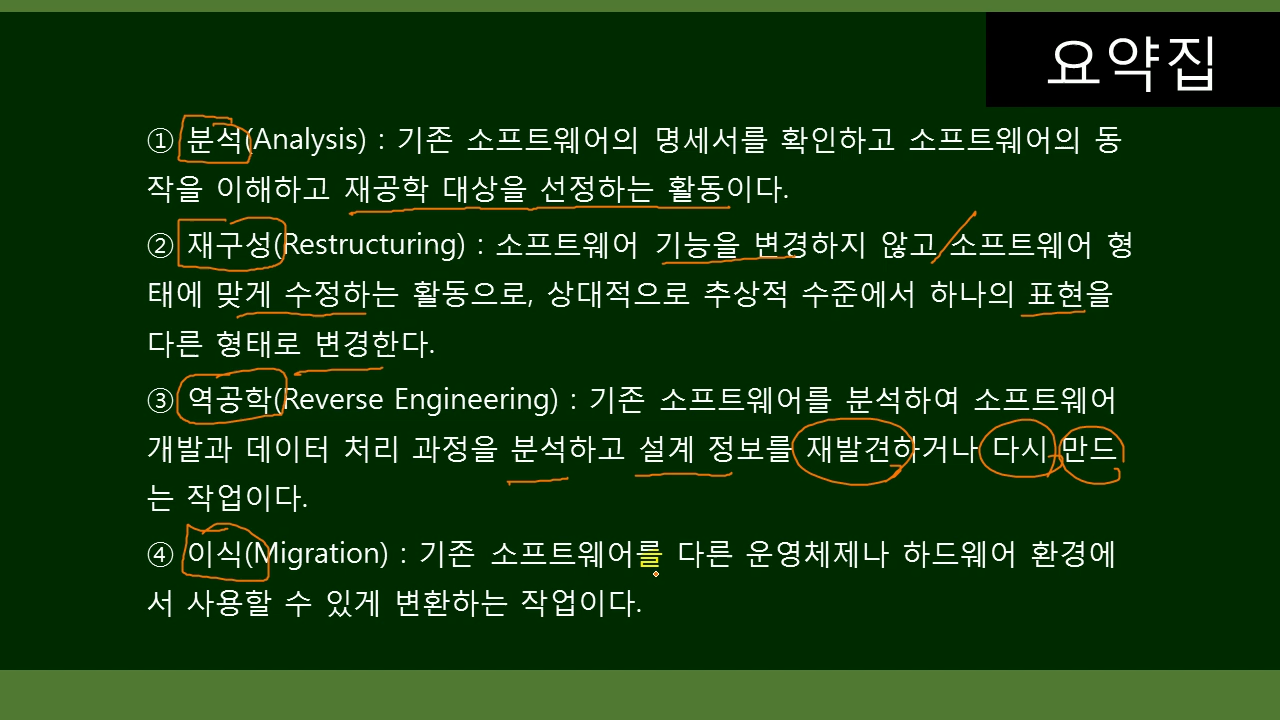 요약집
① 분석(Analysis) : 기존 소프트웨어의 명세서를 확인하고 소프트웨어의 동
작을 이해하고 재공학 대상을 선정하는 활동이다.
② 재구성(Restructuring) : 소프트웨어 기능을 변경하지 않고 소프트웨어 형
태에 맞게 수정하는 활동으로, 상대적으로 추상적 수준에서 하나의 표현을
다른 형태로 변경한다.
③ 역공학(Reverse Engineering) : 기존 소프트웨어를 분석하여 소프트웨어
개발과 데이터 처리 과정을 분석하고 설계 정보를 재발견하거나 다시 만드
는 작업이다.
④ 이식(Migration) : 기존 소프트웨어를 다른 운영체제나 하드웨어 환경에
서 사용할 수 있게 변환하는 작업이다.